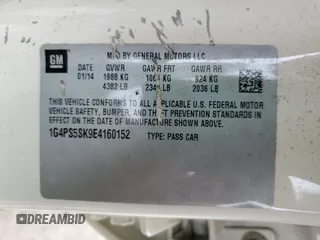 GM
MFD BY GENERAL MOTORS LLC
DATE GVWR GAWR FRT GAWR RR
01/14 1988 KG KG 924 KG
4382 LB LB 2036 LB
THIS VEHICLE CONFORMS TO ALL APPLICABLE U.S. FEDERAL MOTOR
VEHICLE SAFETY, BUMPER, AND THEFT PREVENTION STANDARDS IN
EFFECT ON THE DATE OF MANUFACTURE SHOWN ABOVE.
1G4PS5SK9E4160152 TYPE: PASS CAR
DREAMBID